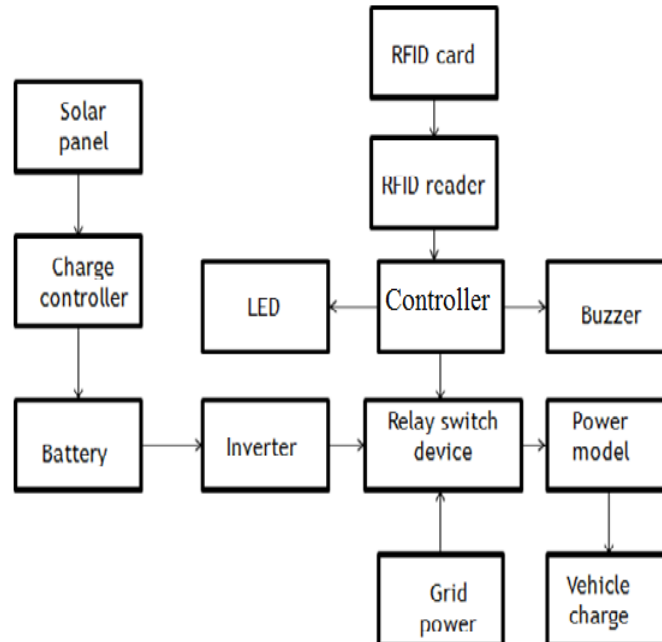 RFID card
Solar
panel
RFID reader
Charge
controller
LED
Controller
Buzzer
Battery
Inverter
Relay switch
device
Power
model
Grid
power
Vehicle
charge